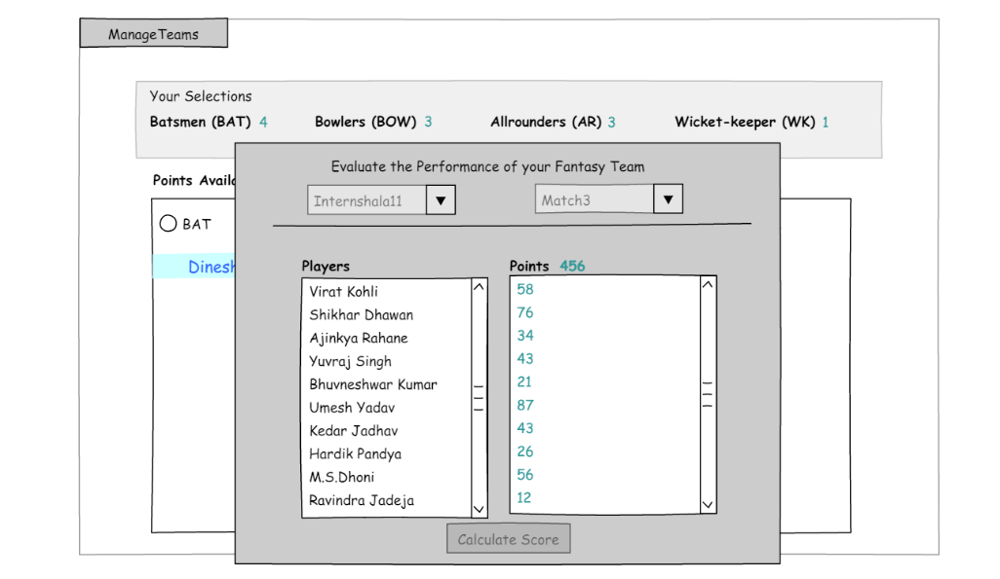 ManageTeams
Your Selections
Batsmen (BAT) 4 Bowlers (BOW) 3 Allrounders (AR) 3 Wicket-keeper (WK) 1
Evaluate the Performance of your Fantasy Team
Points
Internshala11 Match3
BAT
Players Points 456
Virat Kohli 58
Shikhar Dhawan 76
Ajinkya Rahane 34
Yuvraj Singh 43
Bhuvneshwar Kumar 21
Umesh Yadav 87
Kedar Jadhav 43
Hardik Pandya 26
M.S.Dhoni 56
Ravindra Jadeja 12
Calculate Score